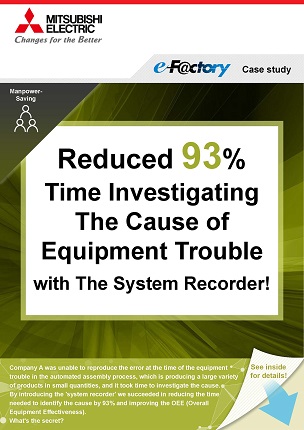 MITSUBISHI
ELECTRIC
Changes for the Better
e-F@ctory Case study
Manpower-
Saving
Reduced 93%
Time Investigating
The Cause of
Equipment Trouble
with The System Recorder!
Company A was unable to reproduce the error at the time of the equipment
trouble in the automated assembly process, which is producing a large variety
of products in small quantities, and it took time to investigate the cause.
By introducing the 'system recorder' we succeeded in reducing the time
needed to identify the cause by 93% and improving the OEE (Overall
Equipment Effectiveness).
What's the secret?
See inside
for details!